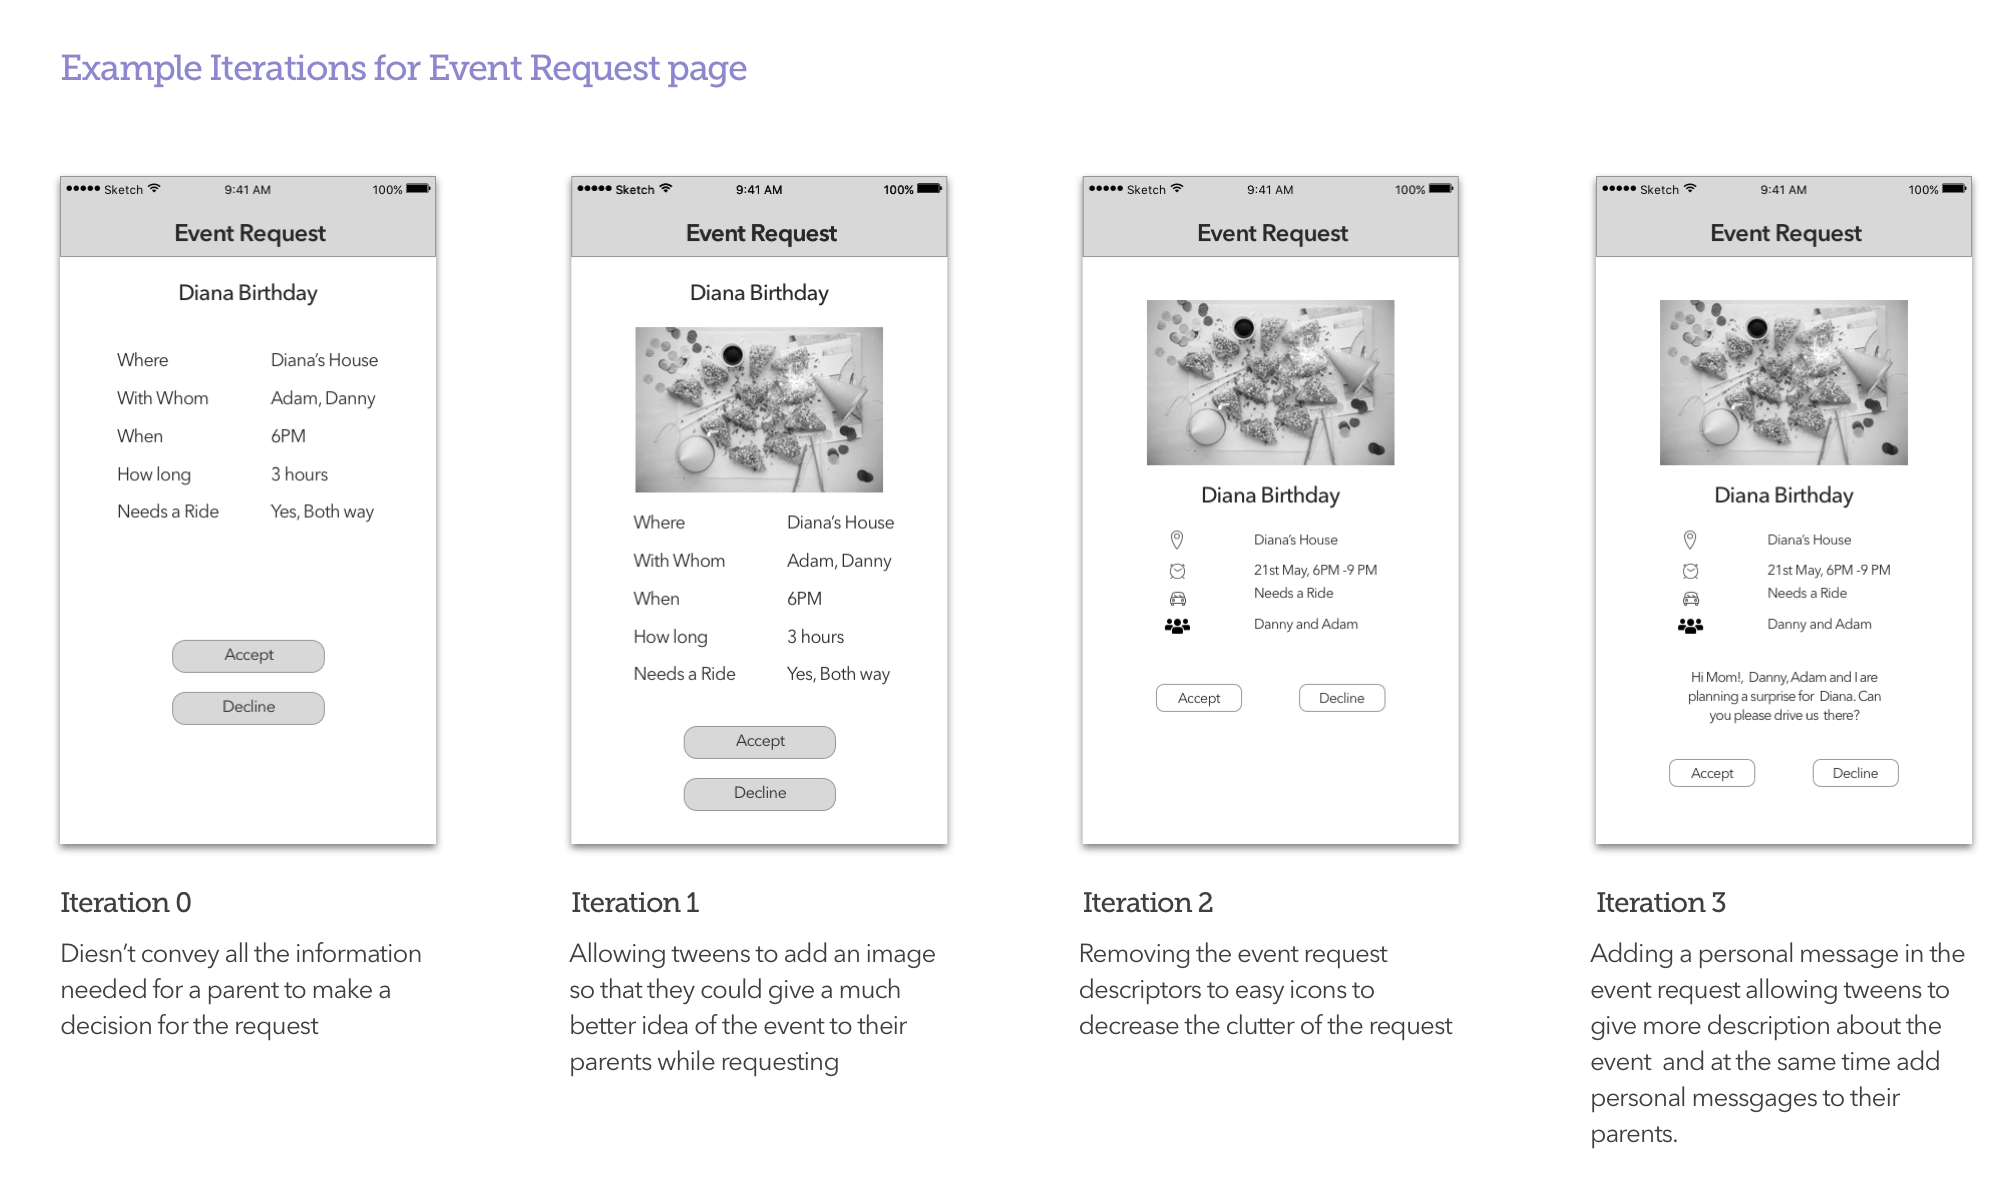 Example Iterations for Event Request page
Sketch 9:41 AM 100%
Event Request
Diana Birthday
Where Diana's House
With Whom Adam, Danny
When 6PM
How long 3 hours
Needs a Ride Yes, Both way
Accept
Decline
Iteration 0
Diesn't convey all the information
needed for a parent to make a
decision for the request
Sketch 9:41 AM 100%
Event Request
Diana Birthday
Where Diana's House
With Whom Adam, Danny
When 6PM
How long 3 hours
Needs a Ride Yes, Both way
Accept
Decline
Iteration 1
Allowing tweens to add an image
so that they could give a much
better idea of the event to their
parents while requesting
Sketch 9:41 AM 100%
Event Request
Diana Birthday
Diana's House
21st May, 6PM -9 PM
Needs a Ride
Danny and Adam
Accept Decline
Iteration 2
Removing the event request
descriptors to easy icons to
decrease the clutter of the request
Sketch 9:41 AM 100%
Event Request
Diana Birthday
Diana's House
21st May, 6PM -9 PM
Needs a Ride
Danny and Adam
Hi Mom!, Danny, Adam and I are
planning a surprise for Diana. Can
you please drive us there?
Accept Decline
Iteration 3
Adding a personal message in the
event request allowing tweens to
give more description about the
event and at the same time add
personal messgages to their
parents.